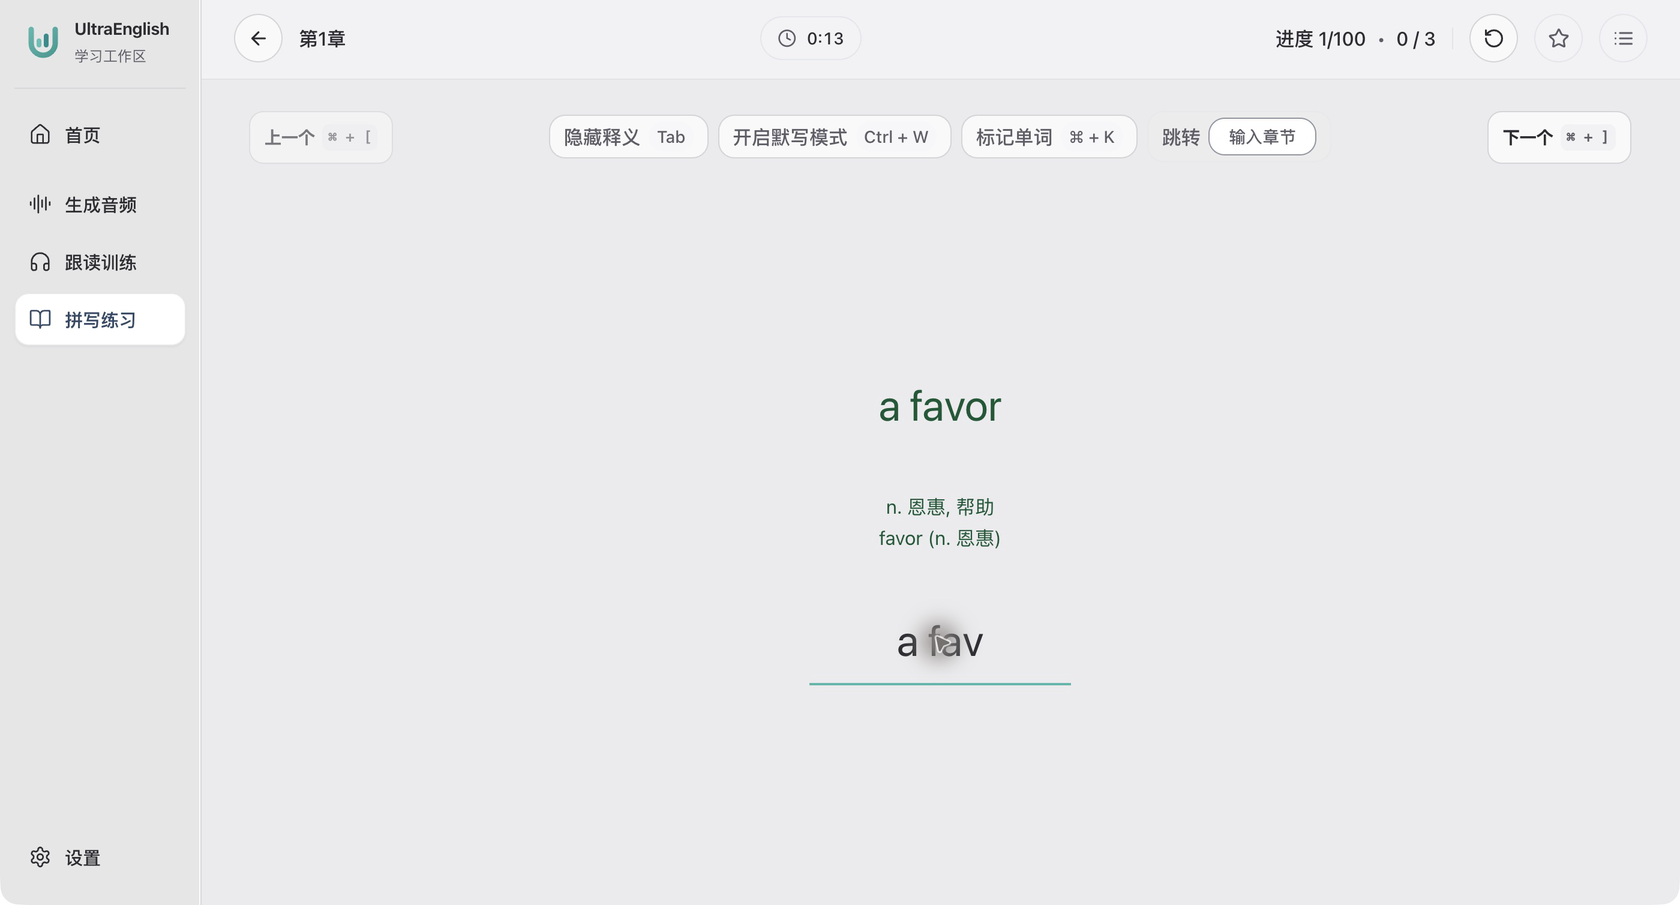 UltraEnglish
学习工作区
首页
生成音频
跟读训练
拼写练习
设置
第1章
0:13
进度 1/100 • 0 / 3
上一个 ⌘ + [
隐藏释义 Tab
开启默写模式 Ctrl + W
标记单词 ⌘ + K
跳转 输入章节
下一个 ⌘ + ]
a favor
n. 恩惠, 帮助
favor (n. 恩惠)
a fav